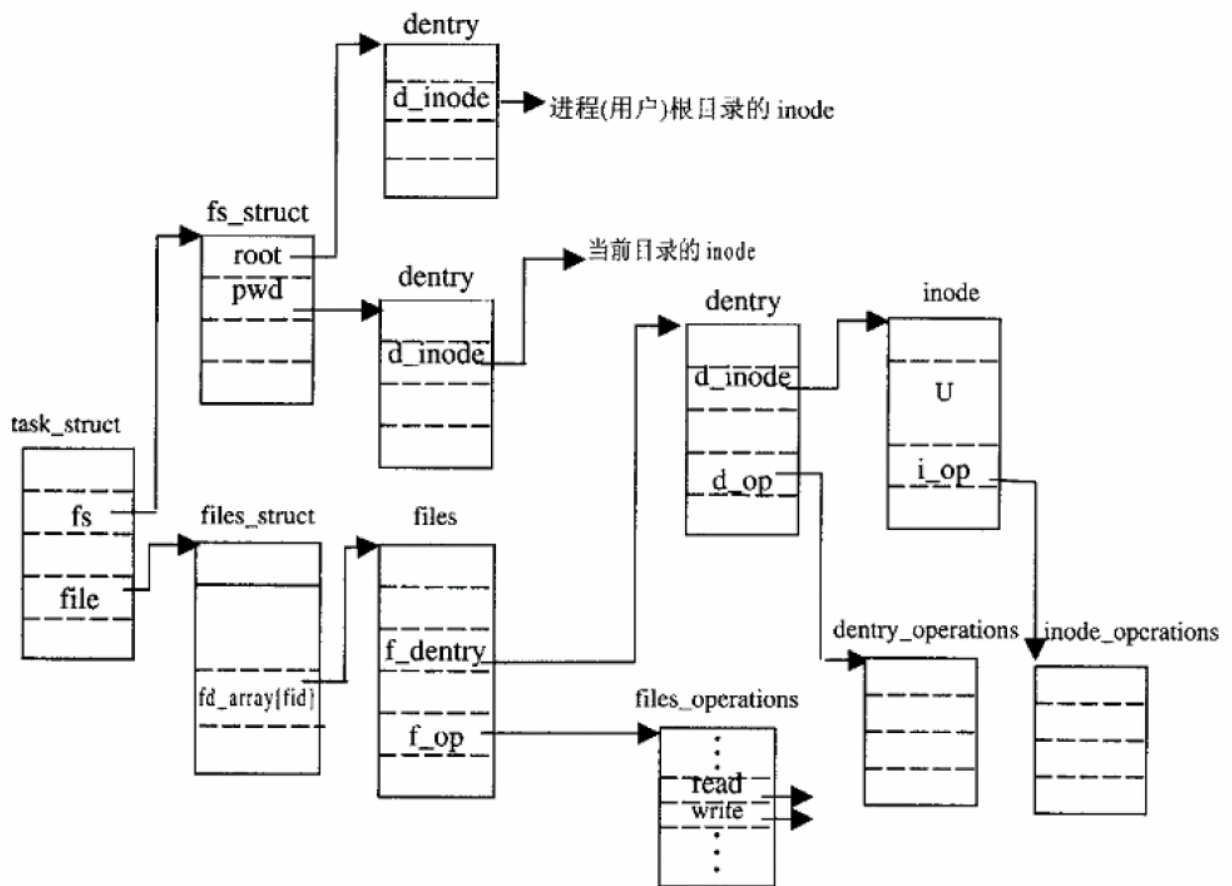 dentry
d_inode
进程(用户)根目录的 inode
fs_struct
root
pwd
dentry
d_inode
当前目录的 inode
dentry
d_inode
d_op
inode
U
i_op
task_struct
fs
file
files_struct
fd_array[fid]
files
f_dentry
f_op
dentry_operations
inode_operations
files_operations
read
write